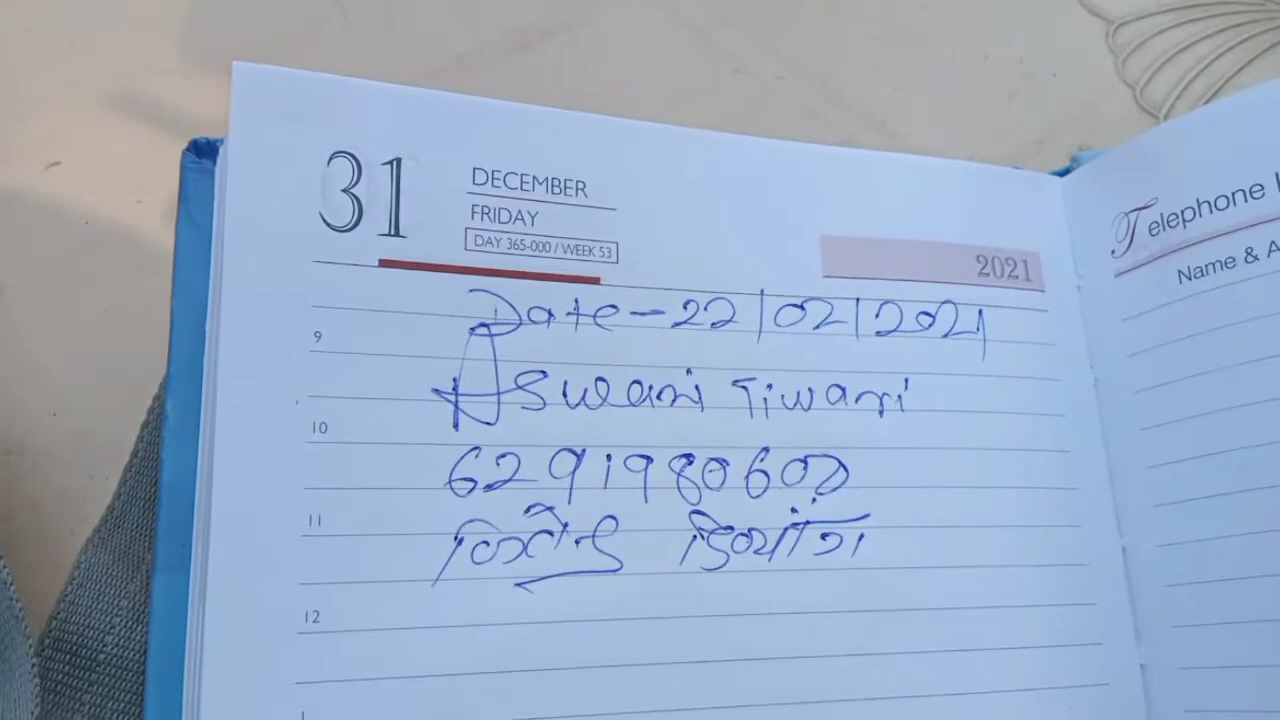 31
DECEMBER
FRIDAY
DAY 365-000 / WEEK 53
2021
Date-22/02/2021
9
Aswani Tiwari
10
6291980607
11
12
Telephone
Name & A